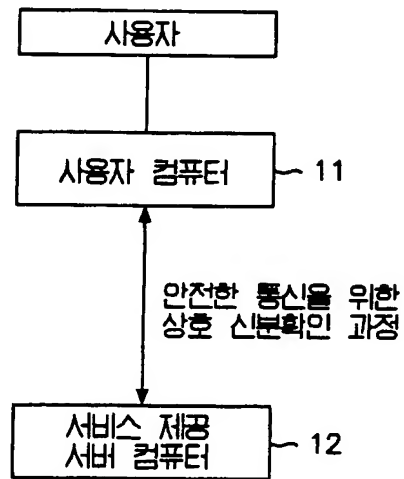 사용자
사용자 컴퓨터
11
안전한 통신을 위한
상호 신분확인 과정
서비스 제공
서버 컴퓨터
12